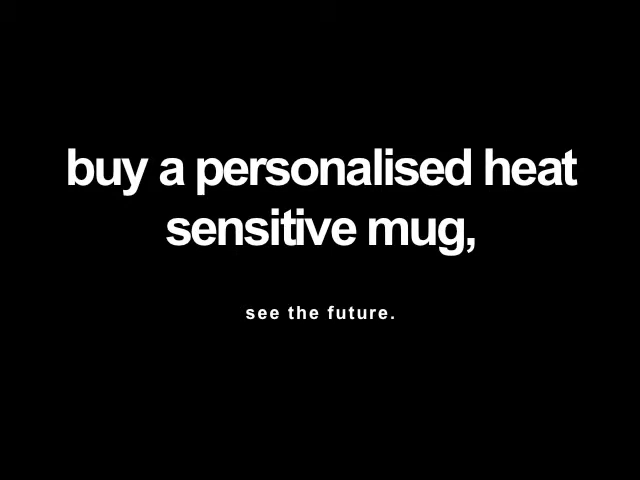 buy a personalised heat
sensitive mug,
see the future.